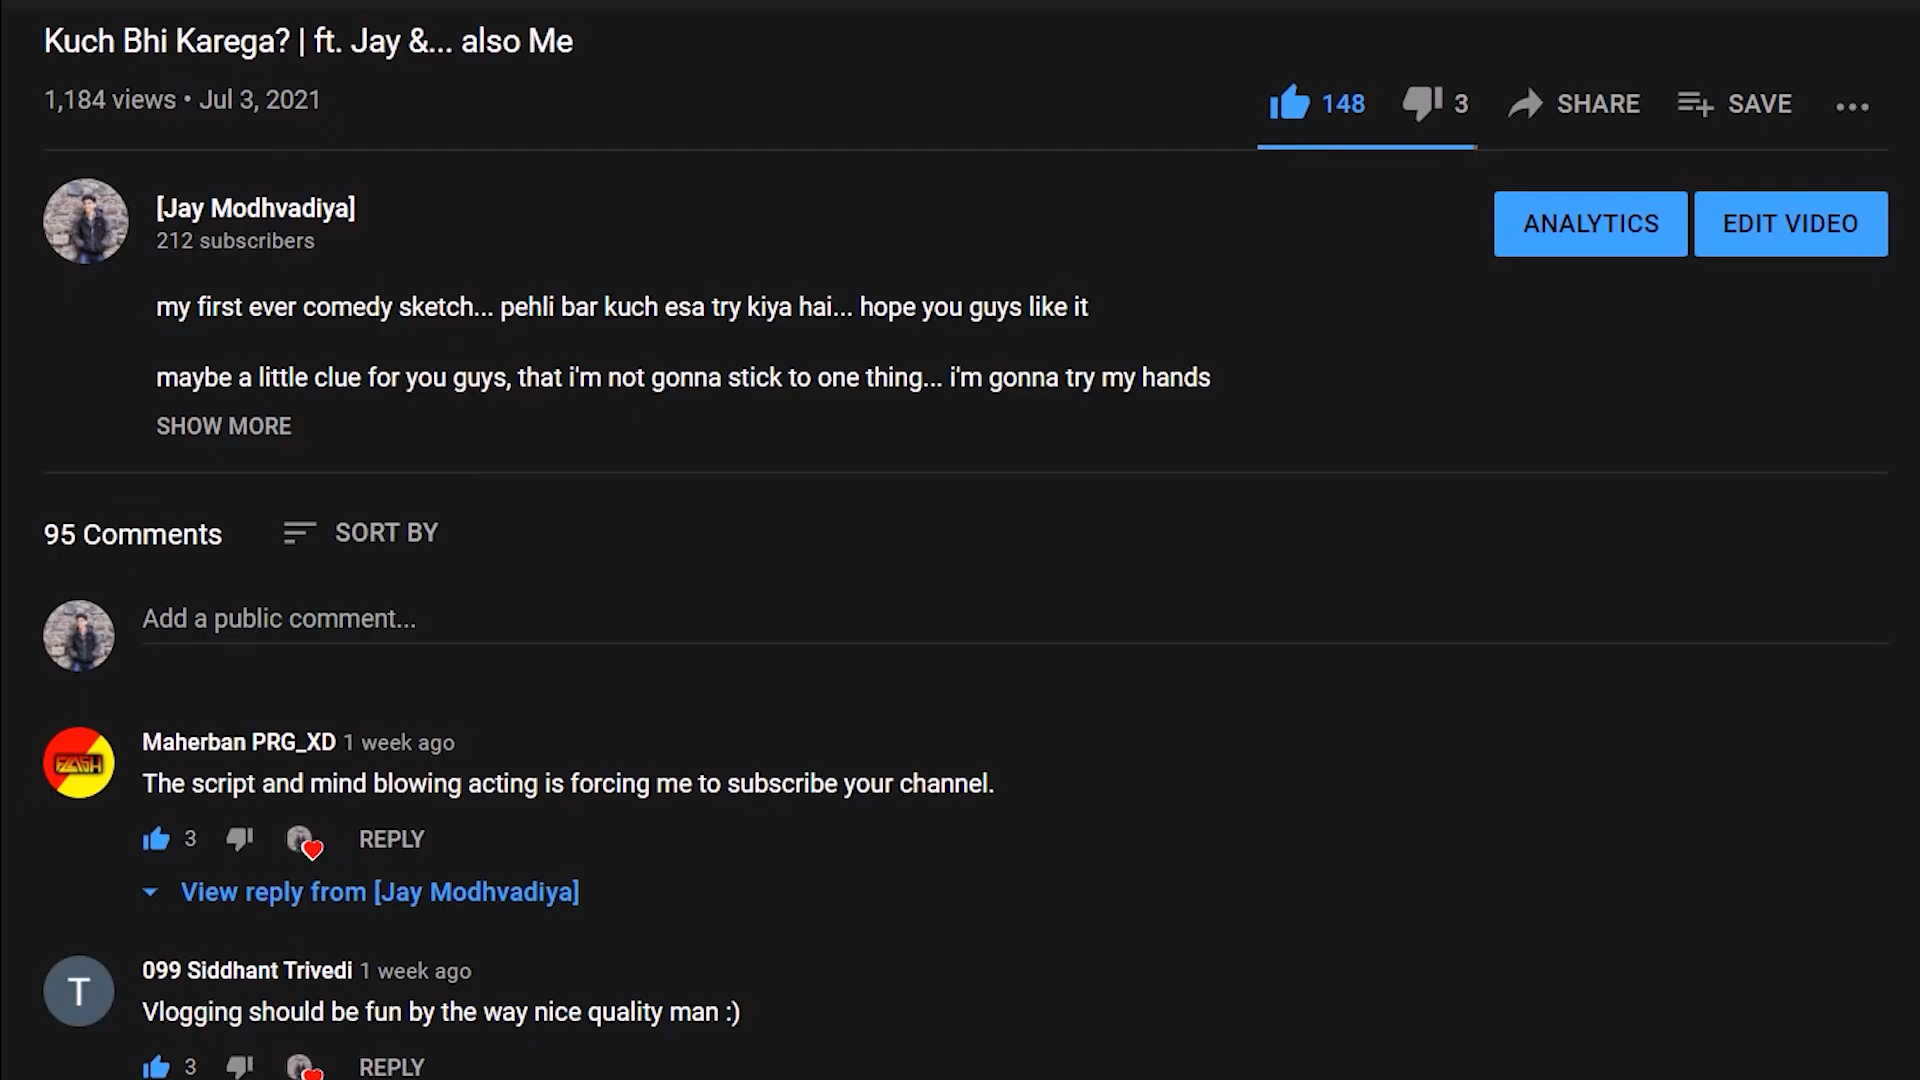 Kuch Bhi Karega? | ft. Jay &... also Me
1,184 views • Jul 3, 2021
148
3
SHARE
SAVE
[Jay Modhvadiya]
212 subscribers
ANALYTICS
EDIT VIDEO
my first ever comedy sketch... pehli bar kuch esa try kiya hai... hope you guys like it
maybe a little clue for you guys, that i'm not gonna stick to one thing... i'm gonna try my hands
SHOW MORE
95 Comments
SORT BY
Add a public comment...
FLASH
Maherban PRG_XD 1 week ago
The script and mind blowing acting is forcing me to subscribe your channel.
3
REPLY
View reply from [Jay Modhvadiya]
T
099 Siddhant Trivedi 1 week ago
Vlogging should be fun by the way nice quality man :)
3
REPLY